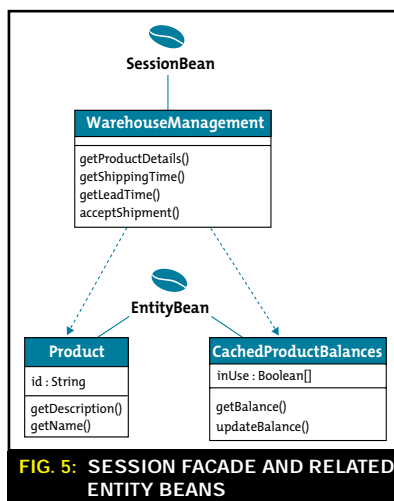 SessionBean
WarehouseManagement
getProductDetails()
getShippingTime()
getLeadTime()
acceptShipment()
EntityBean
Product
id : String
getDescription()
getName()
CachedProductBalances
inUse : Boolean[]
getBalance()
updateBalance()
FIG. 5: SESSION FACADE AND RELATED
ENTITY BEANS